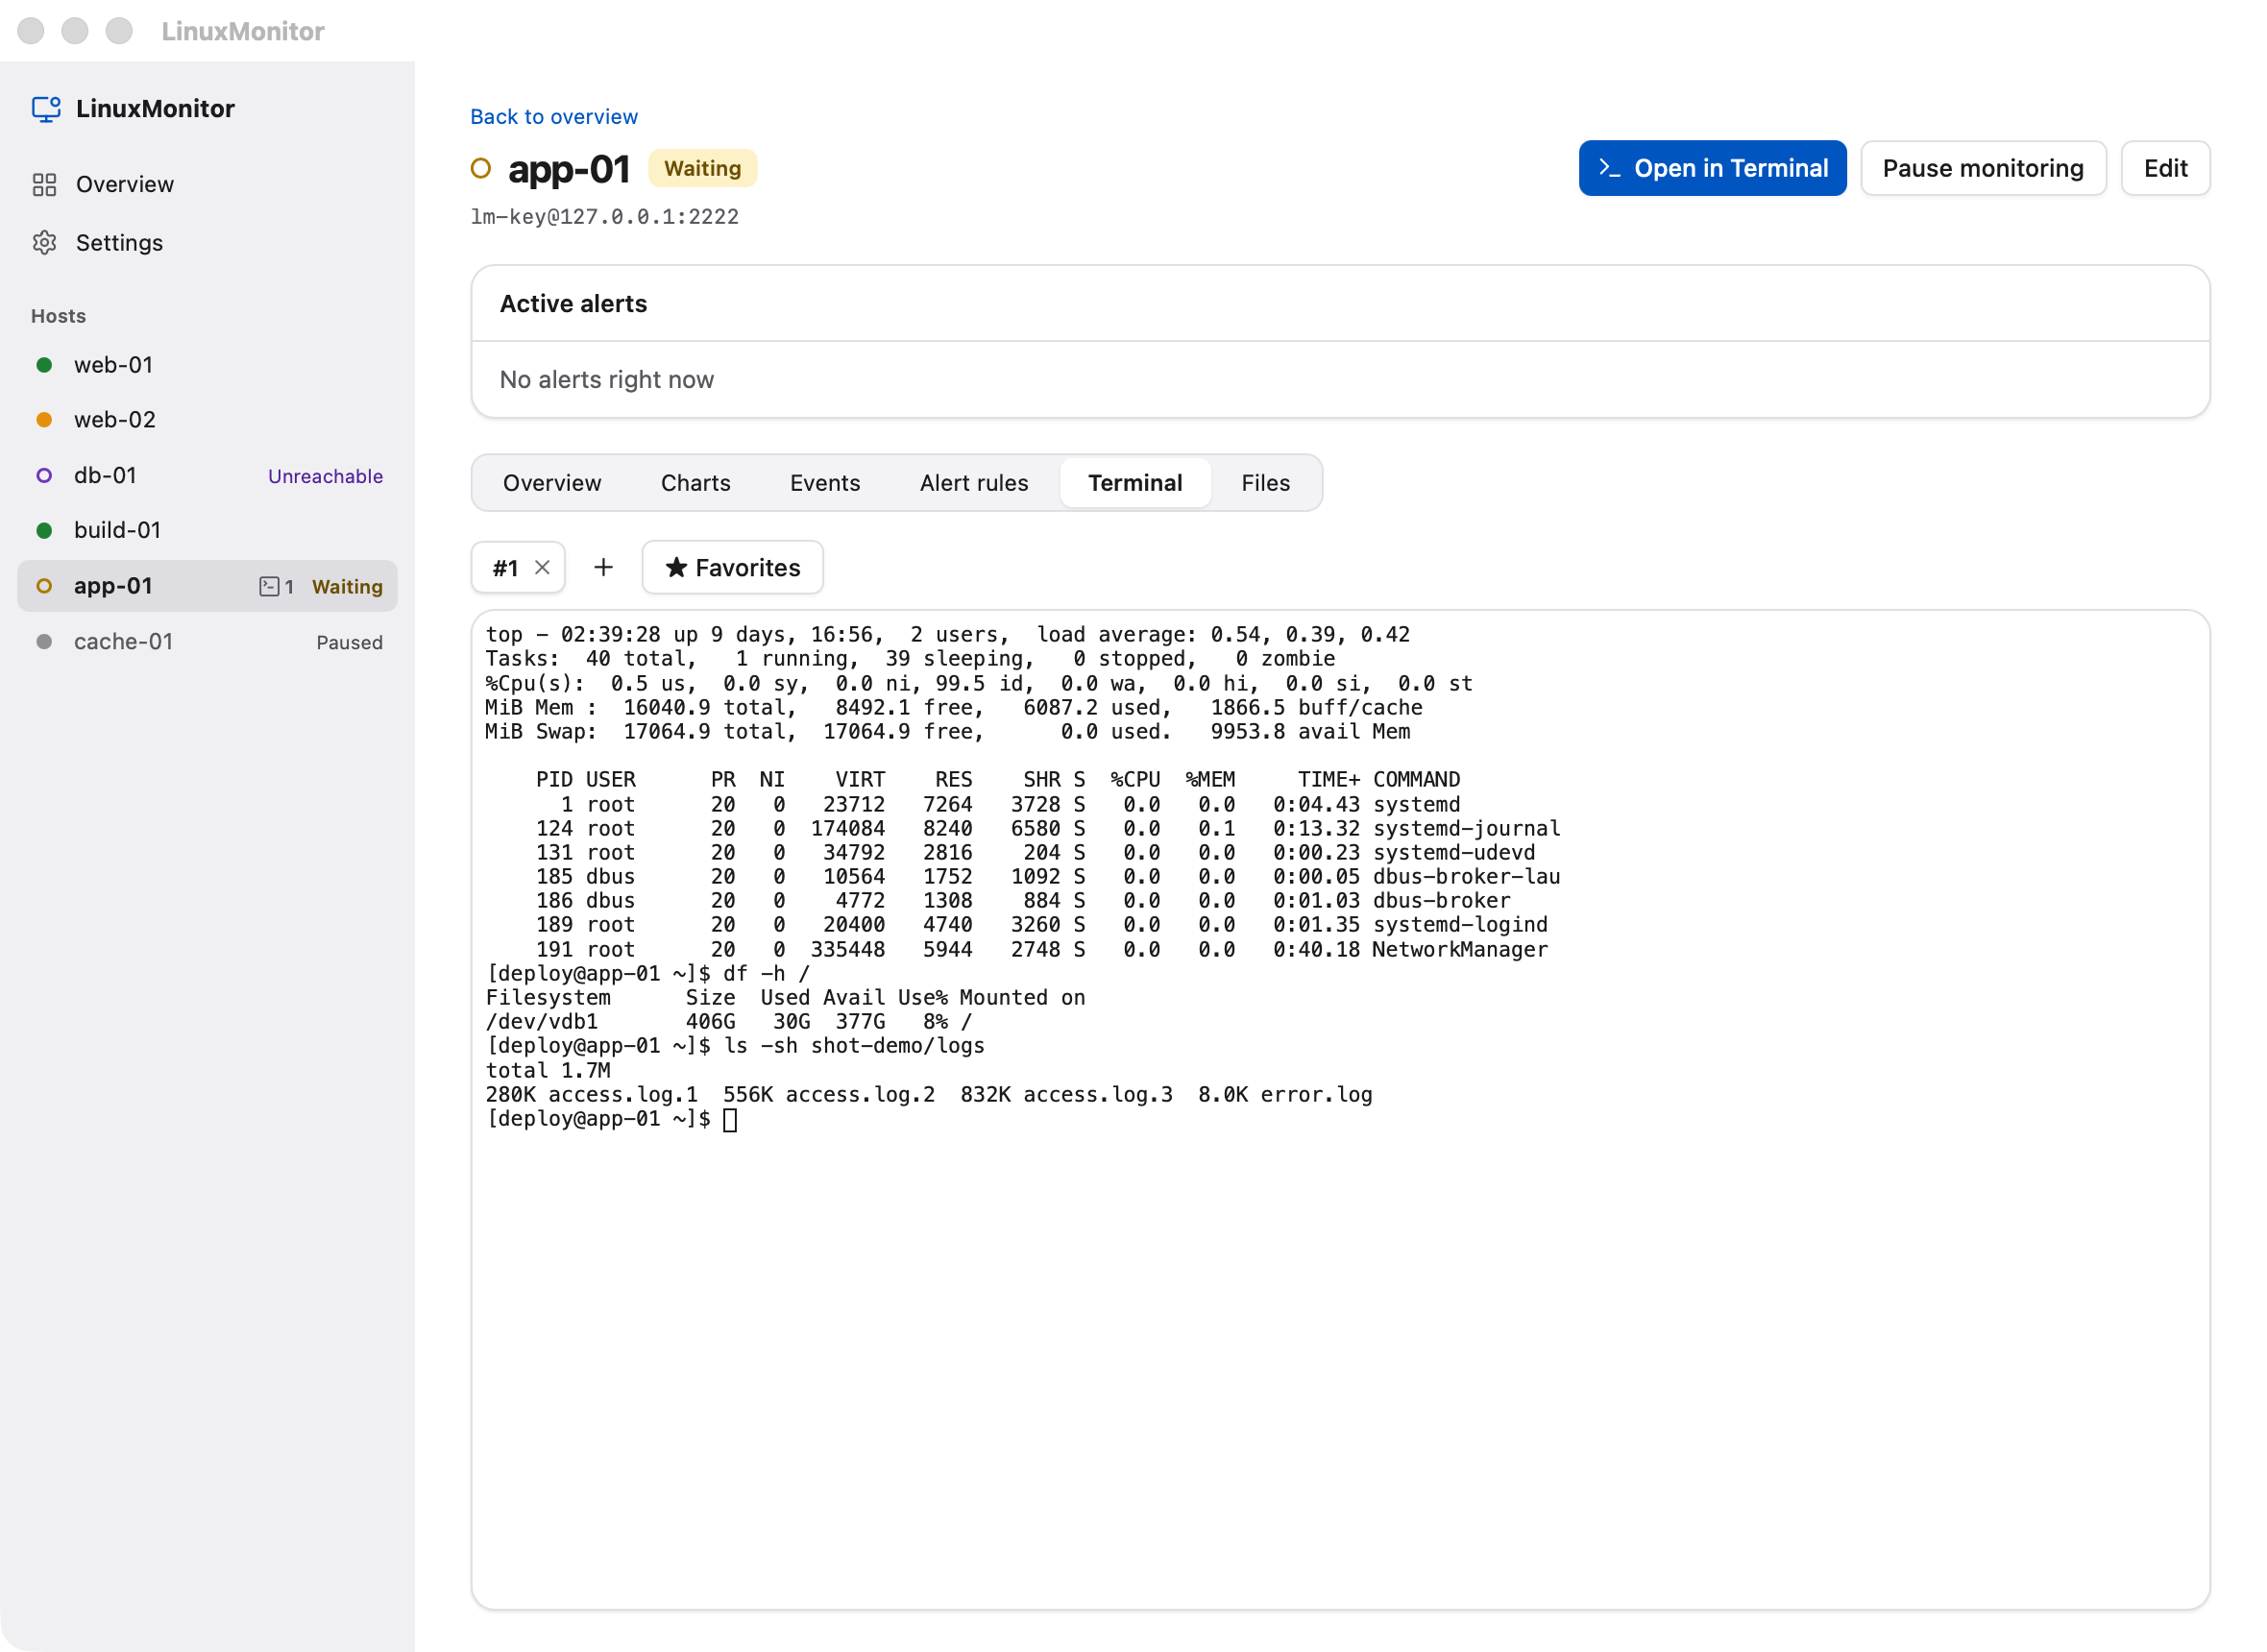 LinuxMonitor
LinuxMonitor
Overview
Settings
Hosts
web-01
web-02
db-01 Unreachable
build-01
app-01 1 Waiting
cache-01 Paused
Back to overview
app-01 Waiting
lm-key@127.0.0.1:2222
>_ Open in Terminal Pause monitoring Edit
Active alerts
No alerts right now
Overview Charts Events Alert rules Terminal Files
#1 × + ★ Favorites
top - 02:39:28 up 9 days, 16:56,  2 users,  load average: 0.54, 0.39, 0.42
Tasks:  40 total,   1 running,  39 sleeping,   0 stopped,   0 zombie
%Cpu(s):  0.5 us,  0.0 sy,  0.0 ni, 99.5 id,  0.0 wa,  0.0 hi,  0.0 si,  0.0 st
MiB Mem :  16040.9 total,   8492.1 free,   6087.2 used,   1866.5 buff/cache
MiB Swap:  17064.9 total,  17064.9 free,      0.0 used.   9953.8 avail Mem
    PID USER      PR  NI    VIRT    RES    SHR S  %CPU  %MEM     TIME+ COMMAND
      1 root      20   0   23712   7264   3728 S   0.0   0.0   0:04.43 systemd
    124 root      20   0  174084   8240   6580 S   0.0   0.1   0:13.32 systemd-journal
    131 root      20   0   34792   2816    204 S   0.0   0.0   0:00.23 systemd-udevd
    185 dbus      20   0   10564   1752   1092 S   0.0   0.0   0:00.05 dbus-broker-lau
    186 dbus      20   0    4772   1308    884 S   0.0   0.0   0:01.03 dbus-broker
    189 root      20   0   20400   4740   3260 S   0.0   0.0   0:01.35 systemd-logind
    191 root      20   0  335448   5944   2748 S   0.0   0.0   0:40.18 NetworkManager
[deploy@app-01 ~]$ df -h /
Filesystem      Size  Used Avail Use% Mounted on
/dev/vdb1       406G   30G  377G   8% /
[deploy@app-01 ~]$ ls -sh shot-demo/logs
total 1.7M
280K access.log.1  556K access.log.2  832K access.log.3  8.0K error.log
[deploy@app-01 ~]$